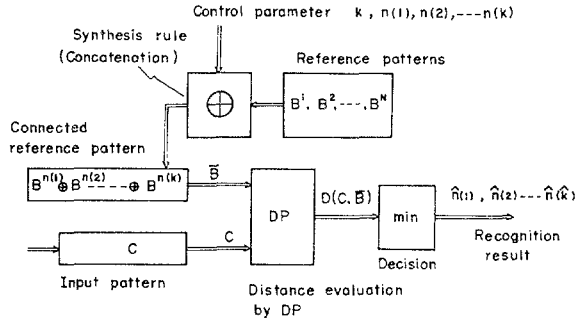 Control parameter k , n(1), n(2),---n(k)
Synthesis rule
(Concatenation)
⊕
Reference patterns
B¹, B²,---, Bᴺ
Connected
reference pattern
Bⁿ⁽¹⁾⊕Bⁿ⁽²⁾-----⊕ Bⁿ⁽ᵏ⁾
B̄
DP
D(C, B̄)
min
n̂(1) , n̂(2)---n̂(k̂)
Recognition
result
C
C
Input pattern
Decision
Distance evaluation
by DP